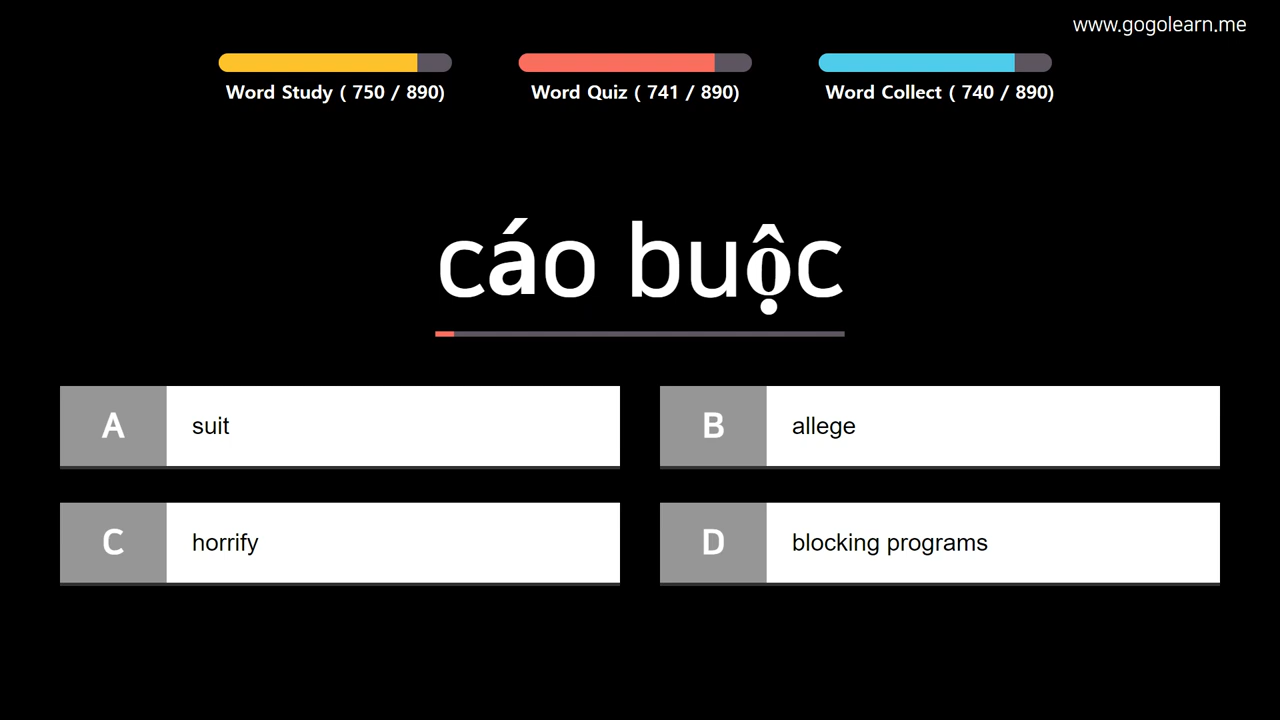 www.gogolearn.me
Word Study ( 750 / 890)
Word Quiz ( 741 / 890)
Word Collect ( 740 / 890)
cáo buộc
A suit
B allege
C horrify
D blocking programs